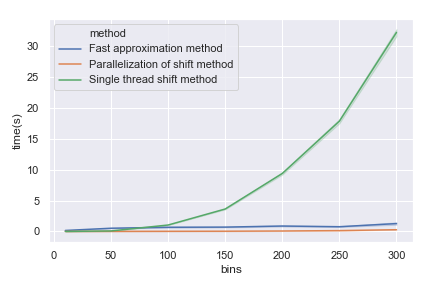 method
Fast approximation method
Parallelization of shift method
Single thread shift method
time(s)
30
25
20
15
10
5
0
0 50 100 150 200 250 300
bins